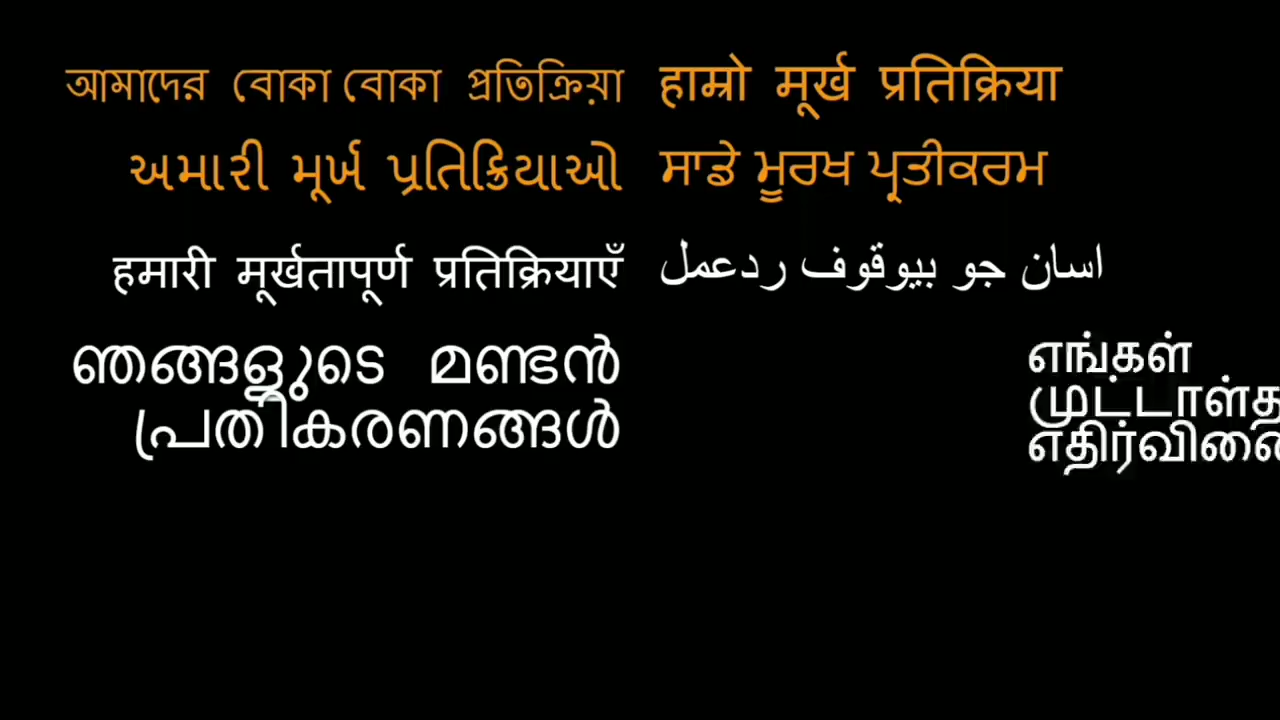 আমাদের বোকা বোকা প্রতিক্রিয়া
हाम्रो मूर्ख प्रतिक्रिया
અમારી મૂર્ખ પ્રતિક્રિયાઓ
ਸਾਡੇ ਮੂਰਖ ਪ੍ਰਤੀਕਰਮ
हमारी मूर्खतापूर्ण प्रतिक्रियाएँ
اسان جو بيوقوف ردعمل
ഞങ്ങളുടെ മണ്ടൻ
പ്രതികരണങ്ങൾ
எங்கள்